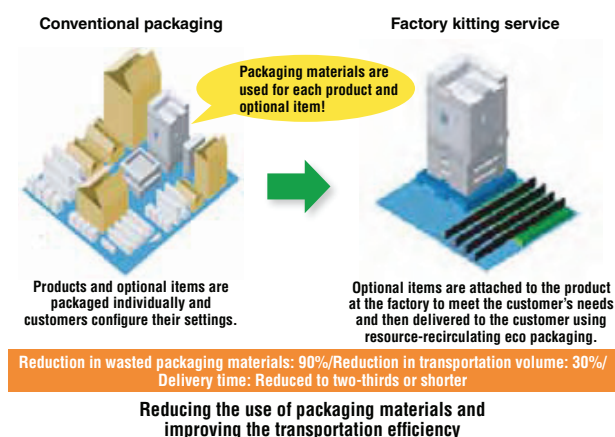 Conventional packaging
Factory kitting service
Packaging materials are
used for each product and
optional item!
Products and optional items are
packaged individually and
customers configure their settings.
Optional items are attached to the product
at the factory to meet the customer's needs
and then delivered to the customer using
resource-recirculating eco packaging.
Reduction in wasted packaging materials: 90%/Reduction in transportation volume: 30%/
Delivery time: Reduced to two-thirds or shorter
Reducing the use of packaging materials and
improving the transportation efficiency